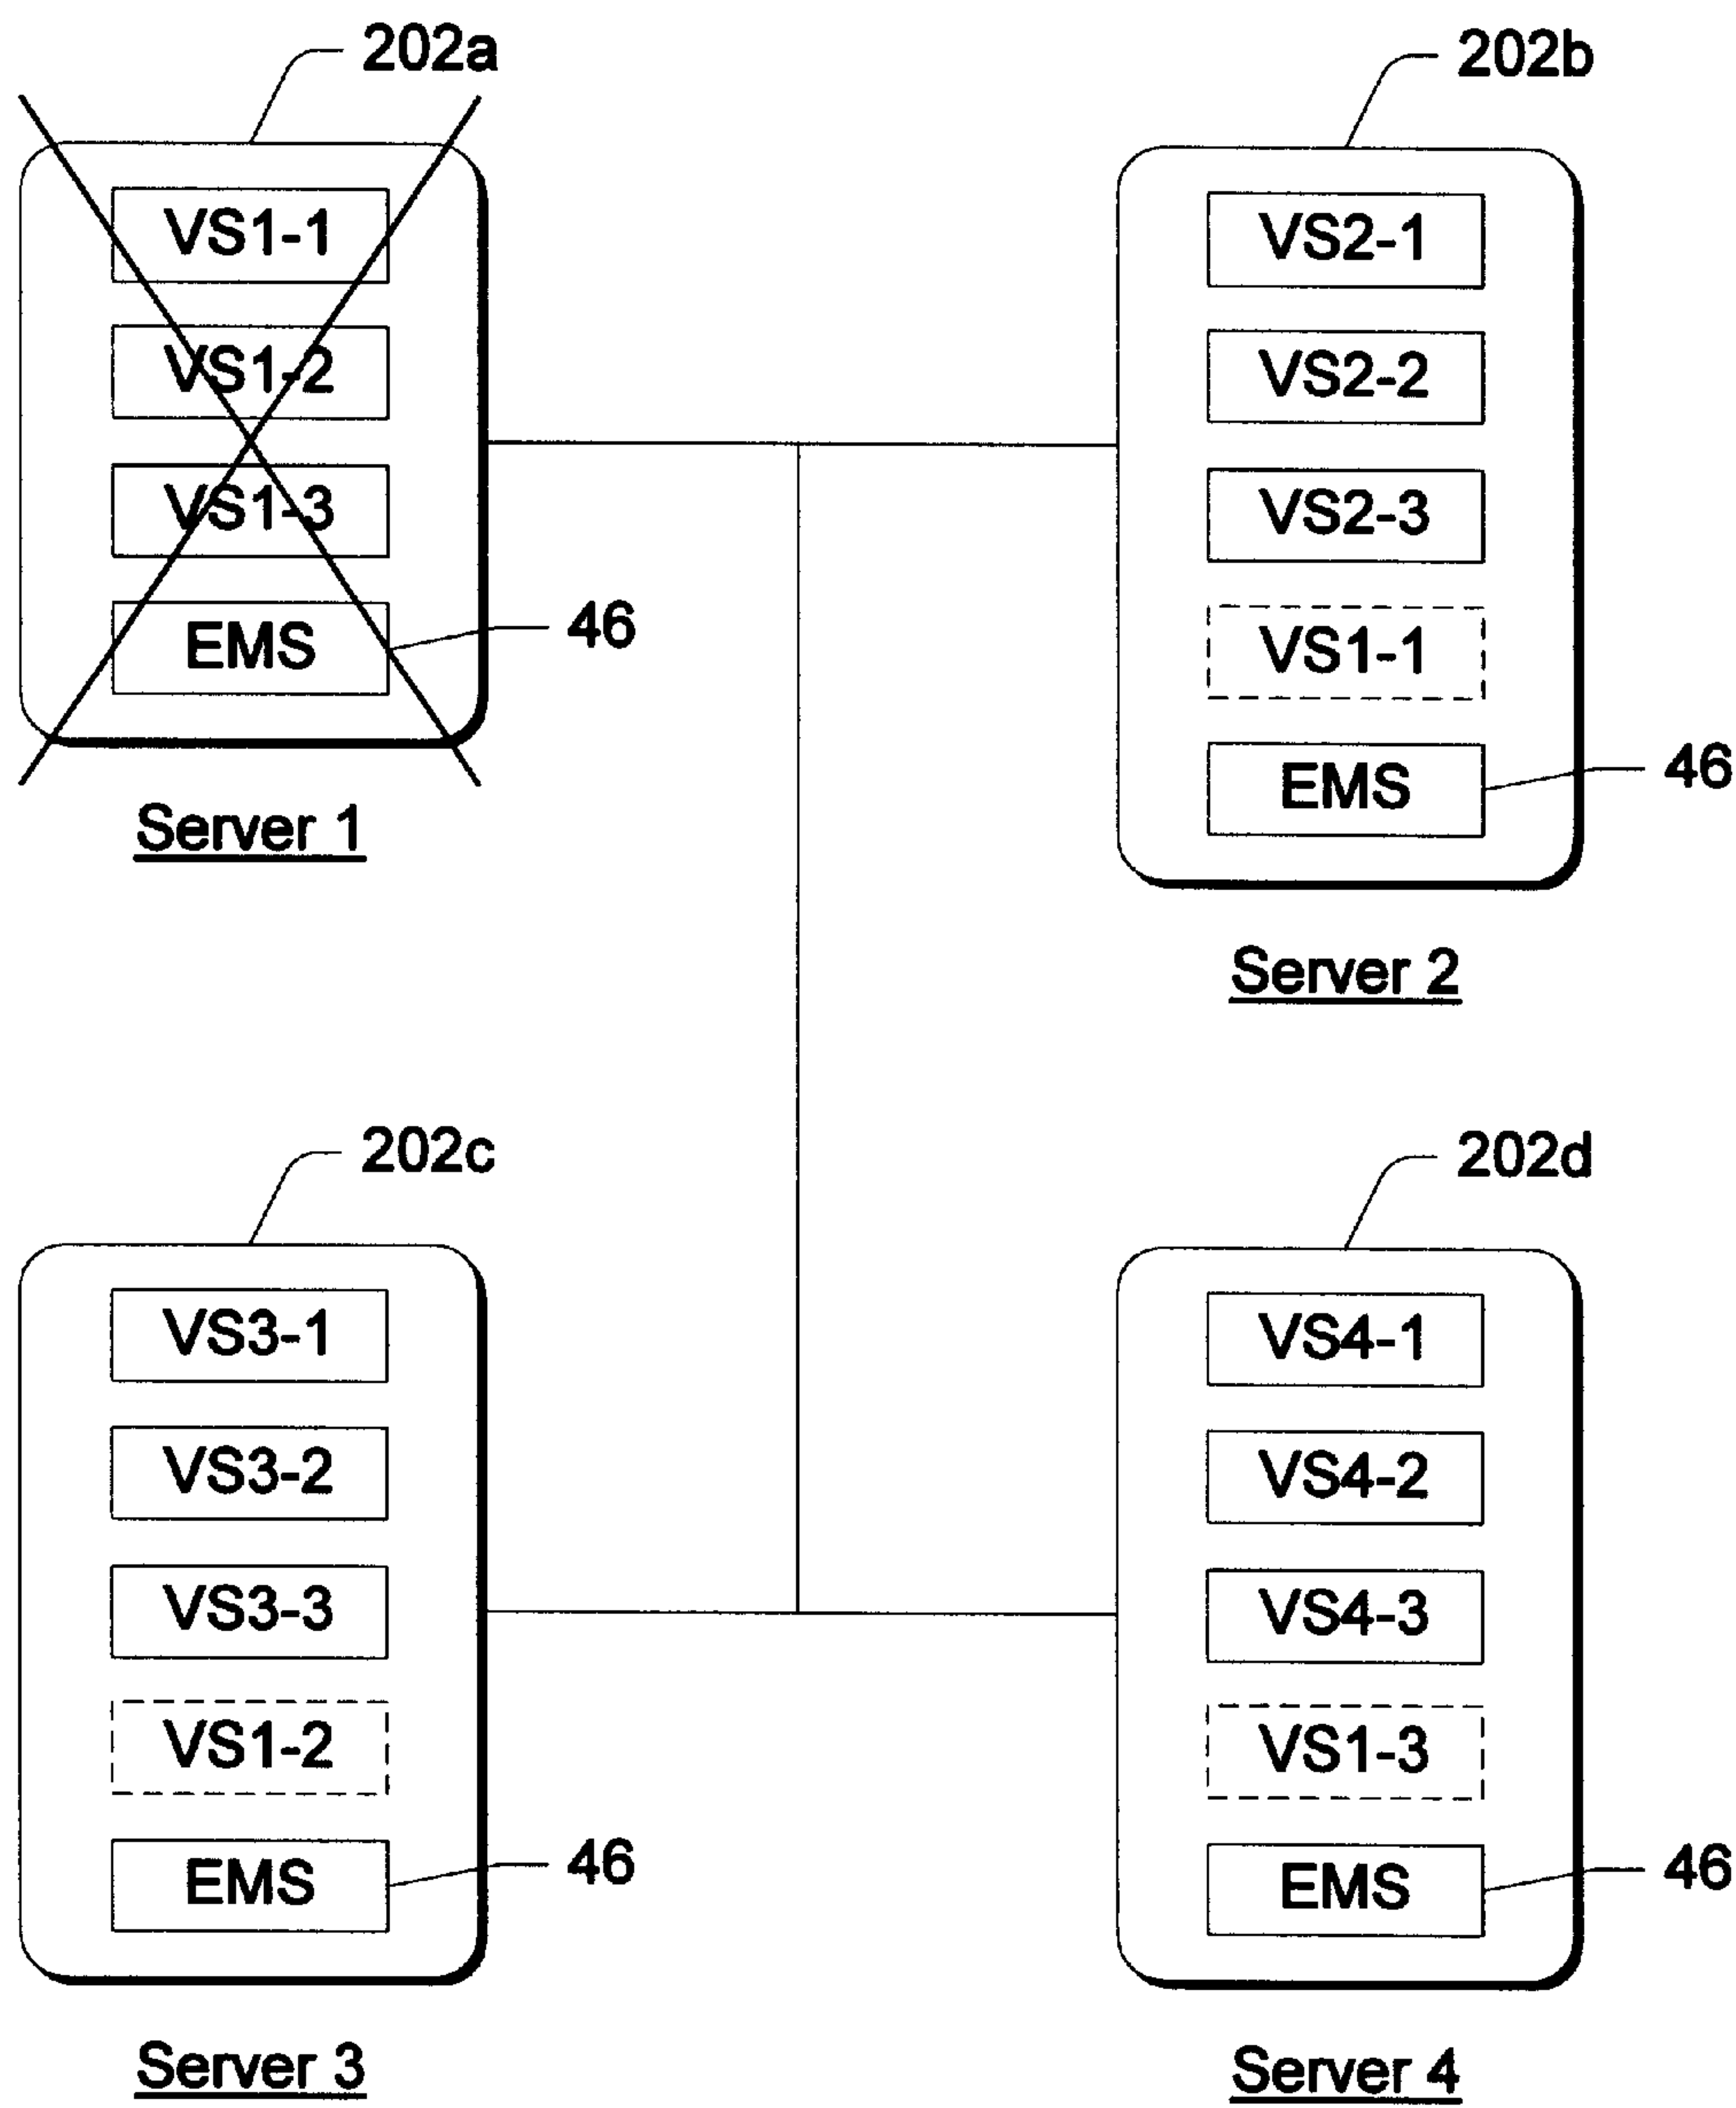 202a
VS1-1
VS1-2
VS1-3
EMS
46
Server 1
202b
VS2-1
VS2-2
VS2-3
VS1-1
EMS
46
Server 2
202c
VS3-1
VS3-2
VS3-3
VS1-2
EMS
46
Server 3
202d
VS4-1
VS4-2
VS4-3
VS1-3
EMS
46
Server 4